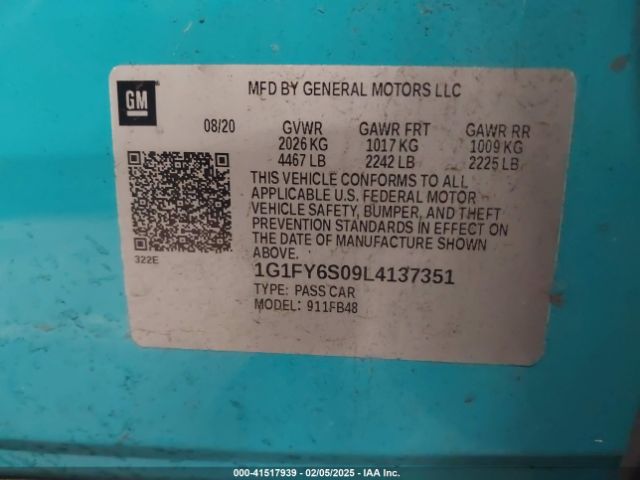 GM
MFD BY GENERAL MOTORS LLC
08/20 GVWR GAWR FRT GAWR RR
2026 KG 1017 KG 1009 KG
4467 LB 2242 LB 2225 LB
THIS VEHICLE CONFORMS TO ALL
APPLICABLE U.S. FEDERAL MOTOR
VEHICLE SAFETY, BUMPER, AND THEFT
PREVENTION STANDARDS IN EFFECT ON
THE DATE OF MANUFACTURE SHOWN
ABOVE.
322E
1G1FY6S09L4137351
TYPE: PASS CAR
MODEL: 911FB48
000-41517939 - 02/05/2025 - IAA Inc.